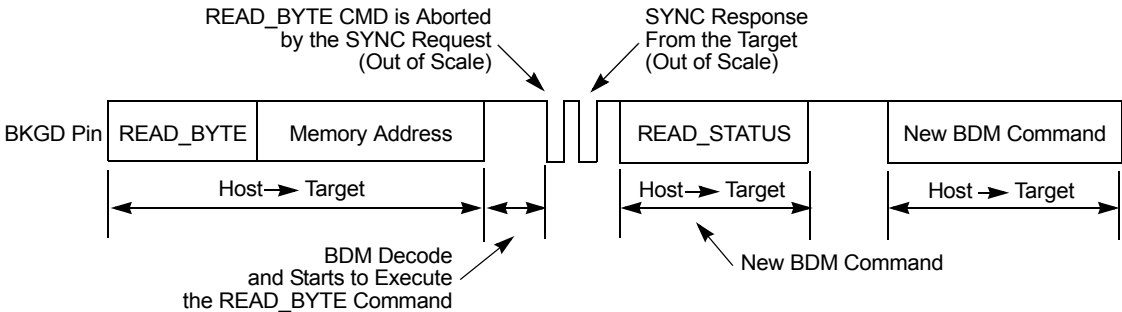 READ_BYTE CMD is Aborted
by the SYNC Request
(Out of Scale)
SYNC Response
From the Target
(Out of Scale)
BKGD Pin
READ_BYTE
Memory Address
READ_STATUS
New BDM Command
Host Target
Host Target
Host Target
BDM Decode
and Starts to Execute
the READ_BYTE Command
New BDM Command